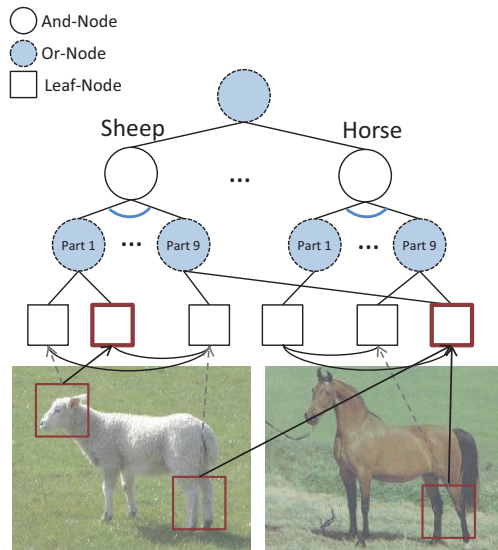 And-Node
Or-Node
Leaf-Node
Sheep
Horse
...
Part 1
...
Part 9
Part 1
...
Part 9